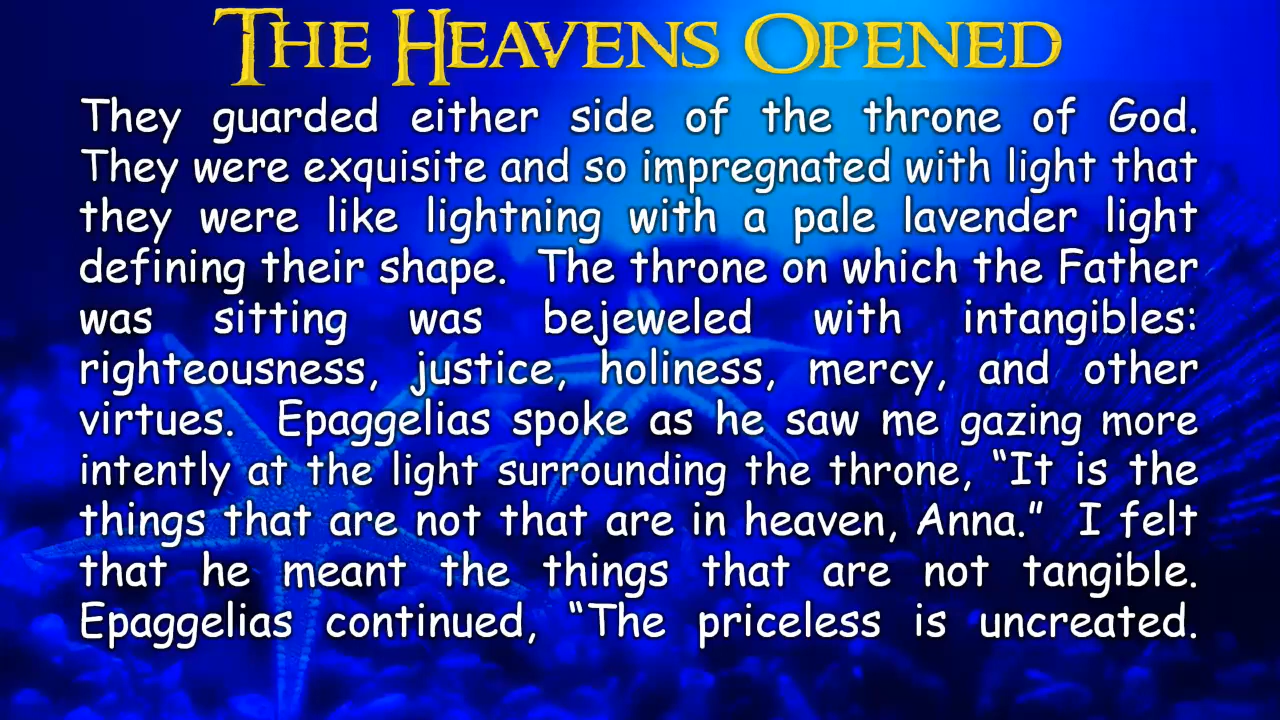 The Heavens Opened
They guarded either side of the throne of God.
They were exquisite and so impregnated with light that
they were like lightning with a pale lavender light
defining their shape.  The throne on which the Father
was sitting was bejeweled with intangibles:
righteousness, justice, holiness, mercy, and other
virtues.  Epaggelias spoke as he saw me gazing more
intently at the light surrounding the throne, “It is the
things that are not that are in heaven, Anna.”  I felt
that he meant the things that are not tangible.
Epaggelias continued, “The priceless is uncreated.